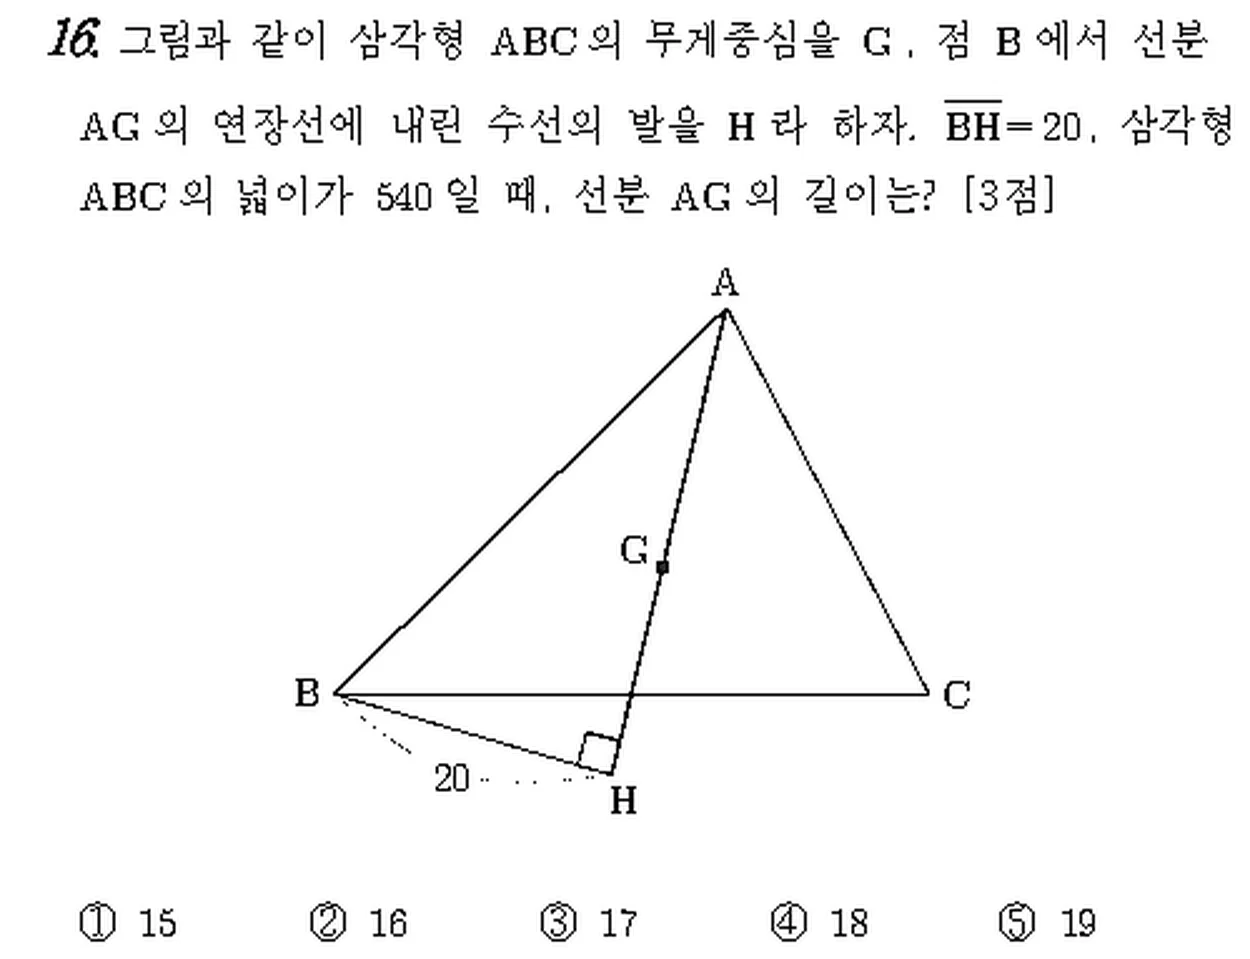 16. 그림과 같이 삼각형 ABC의 무게중심을 G, 점 B에서 선분
AG의 연장선에 내린 수선의 발을 H라 하자. BH=20, 삼각형
ABC의 넓이가 540일 때, 선분 AG의 길이는? [3점]
A
G
B
C
20
H
① 15 ② 16 ③ 17 ④ 18 ⑤ 19